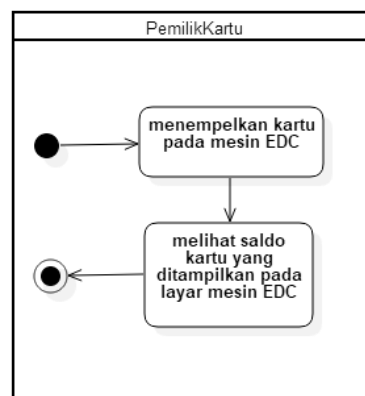 PemilikKartu
menempelkan kartu
pada mesin EDC
melihat saldo
kartu yang
ditampilkan pada
layar mesin EDC